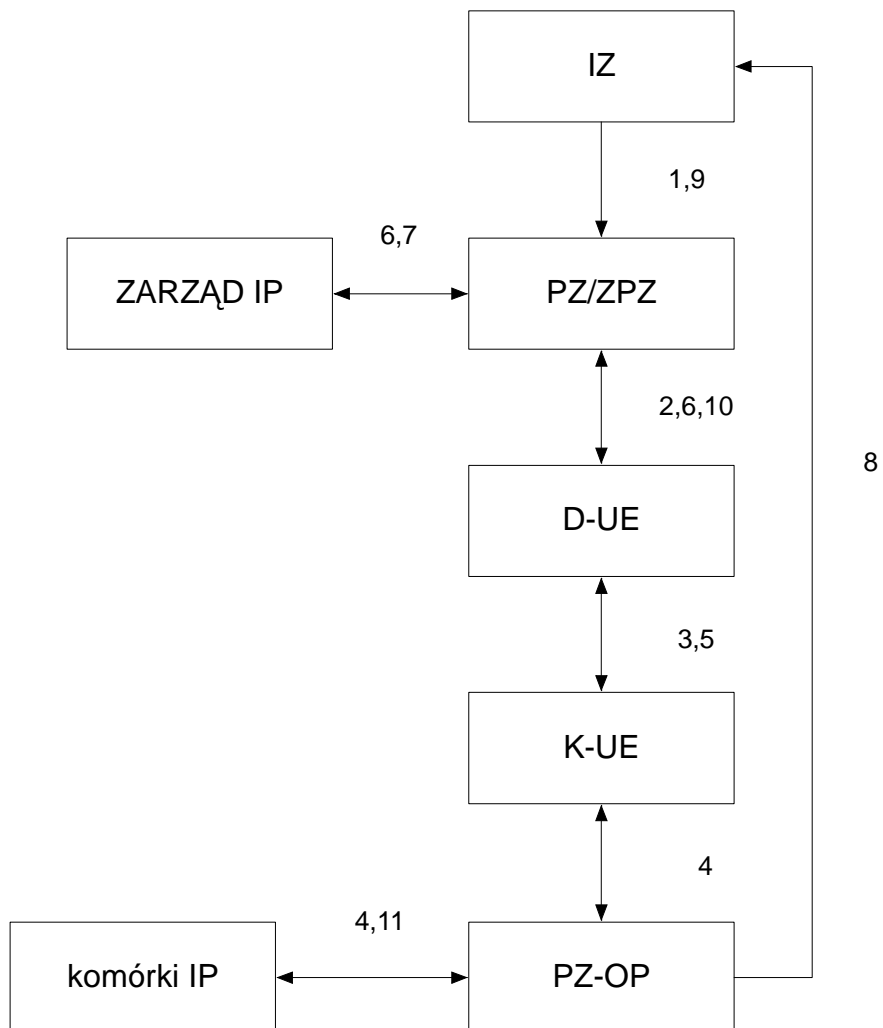 IZ
1,9
6,7
ZARZĄD IP
PZ/ZPZ
2,6,10
8
D-UE
3,5
K-UE
4
4,11
komórki IP
PZ-OP